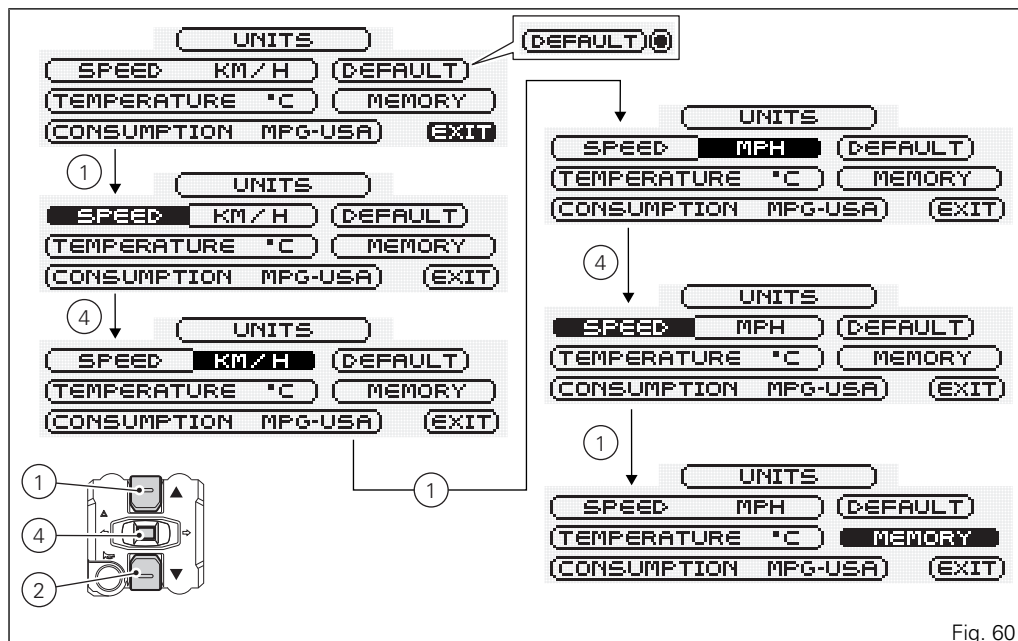 UNITS
SPEED KM/H DEFAULT
TEMPERATURE °C MEMORY
CONSUMPTION MPG-USA EXIT
DEFAULT
1
UNITS
SPEED KM/H DEFAULT
TEMPERATURE °C MEMORY
CONSUMPTION MPG-USA EXIT
4
UNITS
SPEED KM/H DEFAULT
TEMPERATURE °C MEMORY
CONSUMPTION MPG-USA EXIT
1
UNITS
SPEED MPH DEFAULT
TEMPERATURE °C MEMORY
CONSUMPTION MPG-USA EXIT
4
UNITS
SPEED MPH DEFAULT
TEMPERATURE °C MEMORY
CONSUMPTION MPG-USA EXIT
1
UNITS
SPEED MPH DEFAULT
TEMPERATURE °C MEMORY
CONSUMPTION MPG-USA EXIT
1
4
2
Fig. 60